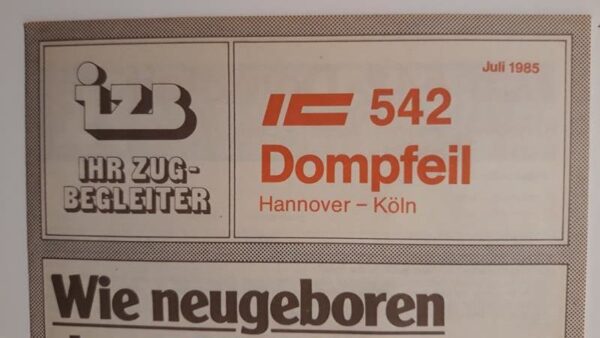 izb
IHR ZUG-
BEGLEITER
Juli 1985
IC 542
Dompfeil
Hannover – Köln
Wie neugeboren